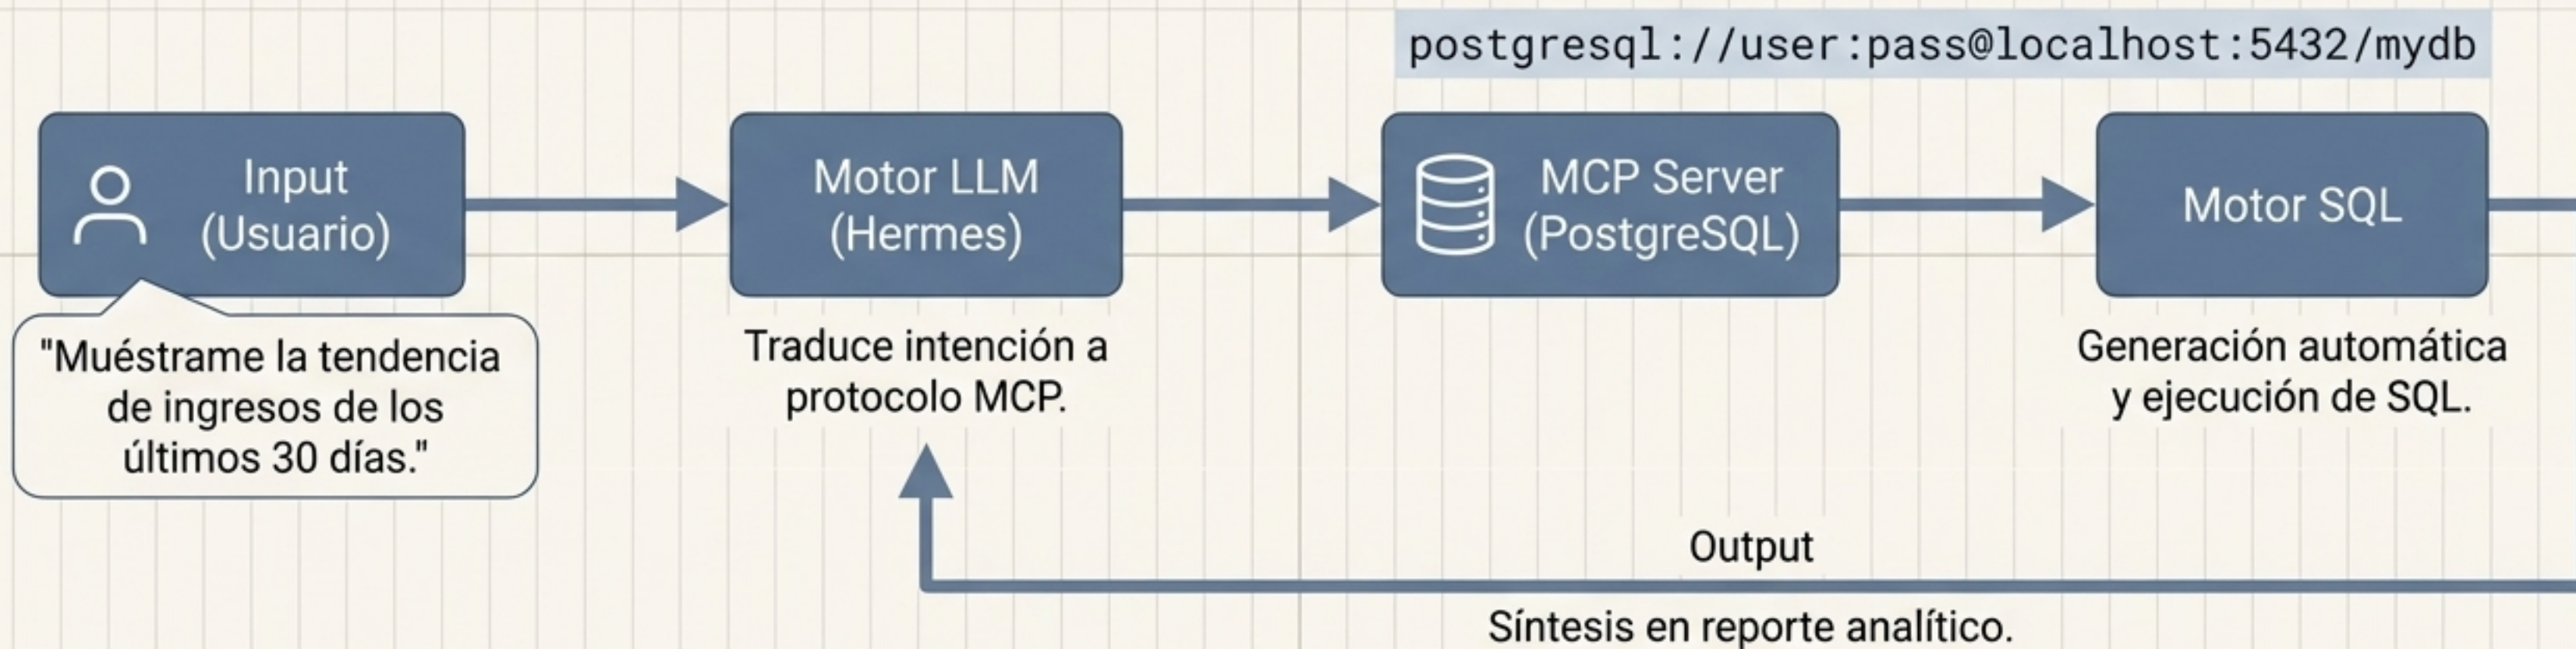 postgresql://user:pass@localhost:5432/mydb
Input
(Usuario)
Motor LLM
(Hermes)
MCP Server
(PostgreSQL)
Motor SQL
"Muéstrame la tendencia
de ingresos de los
últimos 30 días."
Traduce intención a
protocolo MCP.
Generación automática
y ejecución de SQL.
Output
Síntesis en reporte analítico.